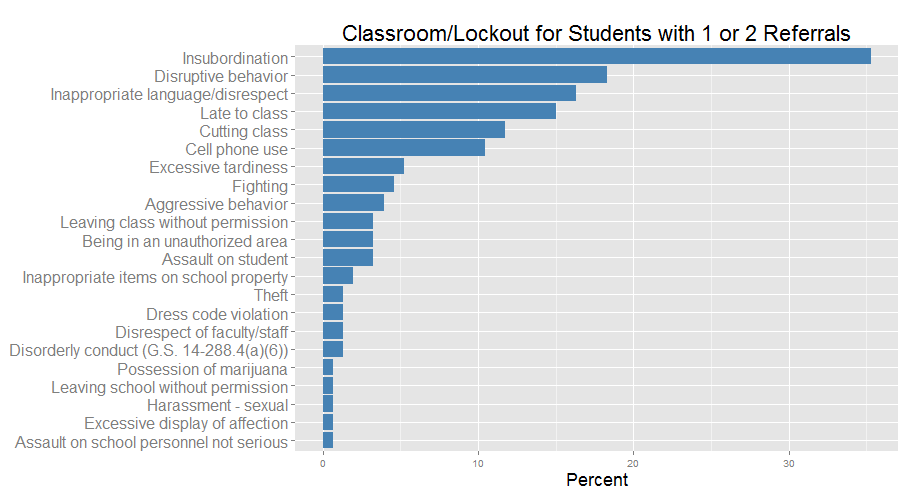 Classroom/Lockout for Students with 1 or 2 Referrals
Insubordination
Disruptive behavior
Inappropriate language/disrespect
Late to class
Cutting class
Cell phone use
Excessive tardiness
Fighting
Aggressive behavior
Leaving class without permission
Being in an unauthorized area
Assault on student
Inappropriate items on school property
Theft
Dress code violation
Disrespect of faculty/staff
Disorderly conduct (G.S. 14-288.4(a)(6))
Possession of marijuana
Leaving school without permission
Harassment - sexual
Excessive display of affection
Assault on school personnel not serious
0 10 20 30
Percent